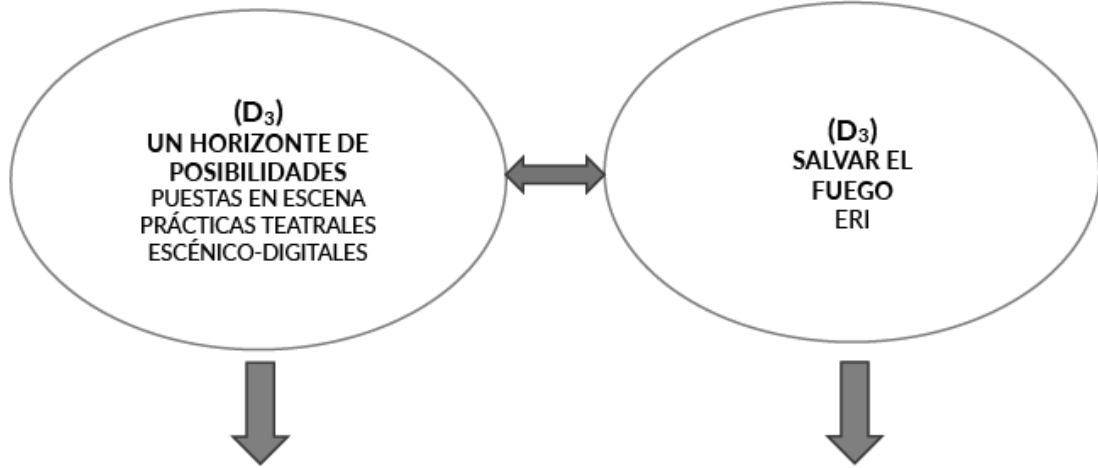 (D₃)
UN HORIZONTE DE
POSIBILIDADES
PUESTAS EN ESCENA
PRÁCTICAS TEATRALES
ESCÉNICO-DIGITALES
(D₃)
SALVAR EL
FUEGO
ERI